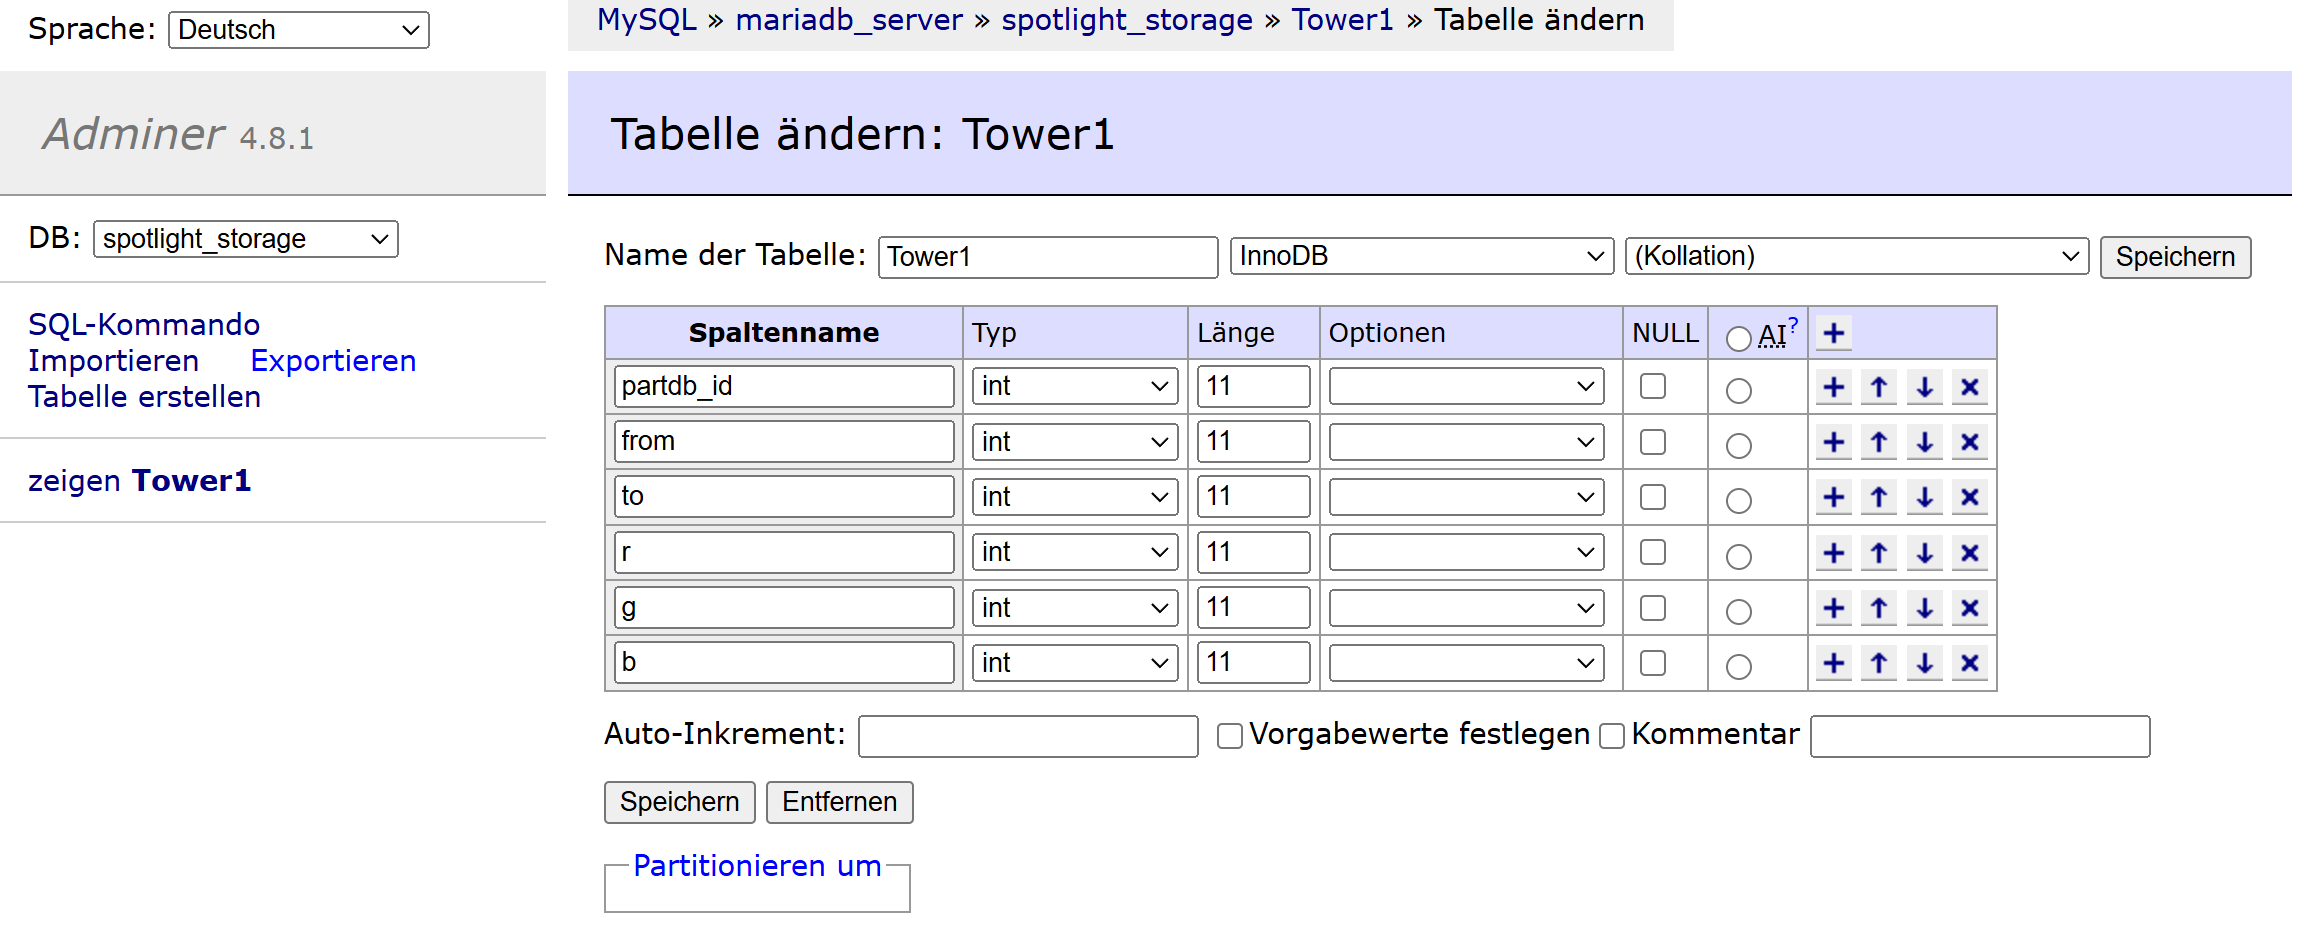 Sprache: Deutsch
MySQL » mariadb_server » spotlight_storage » Tower1 » Tabelle ändern
Adminer 4.8.1
Tabelle ändern: Tower1
DB: spotlight_storage
SQL-Kommando
Importieren Exportieren
Tabelle erstellen
zeigen Tower1
Name der Tabelle: Tower1 InnoDB (Kollation) Speichern
Spaltenname Typ Länge Optionen NULL AI?
partdb_id int 11
from int 11
to int 11
r int 11
g int 11
b int 11
Auto-Inkrement: Vorgabewerte festlegen Kommentar
Speichern Entfernen
Partitionieren um